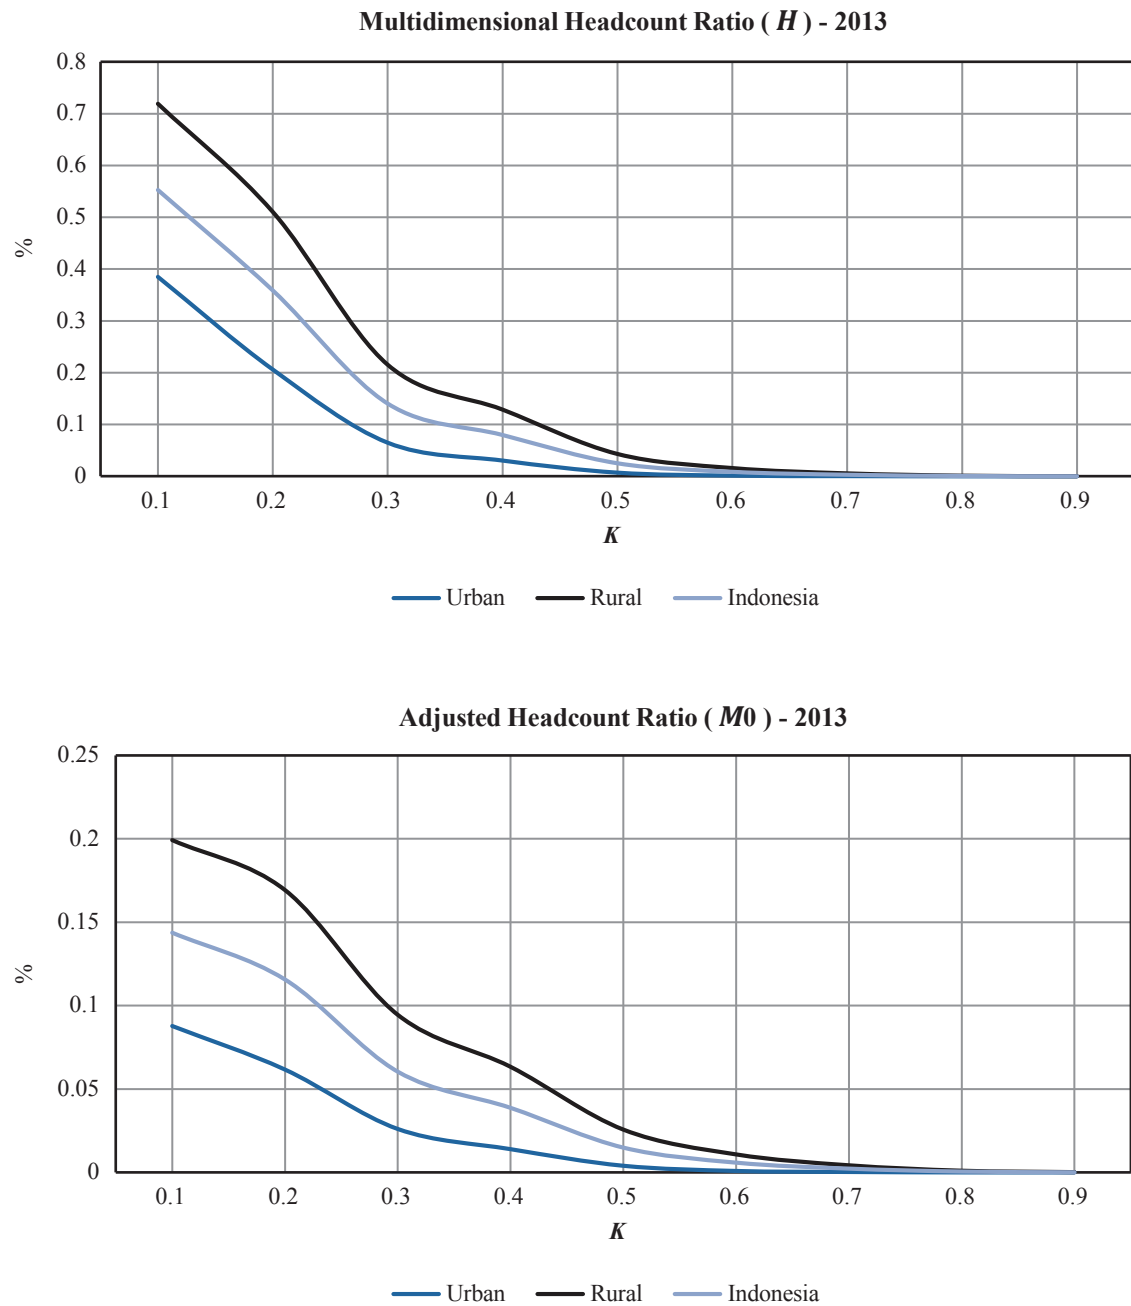 Multidimensional Headcount Ratio ( H ) - 2013
0.8
0.7
0.6
0.5
0.4
0.3
0.2
0.1
0
%
0.1 0.2 0.3 0.4 0.5 0.6 0.7 0.8 0.9
K
Urban Rural Indonesia
Adjusted Headcount Ratio ( M0 ) - 2013
0.25
0.2
0.15
0.1
0.05
0
%
0.1 0.2 0.3 0.4 0.5 0.6 0.7 0.8 0.9
K
Urban Rural Indonesia